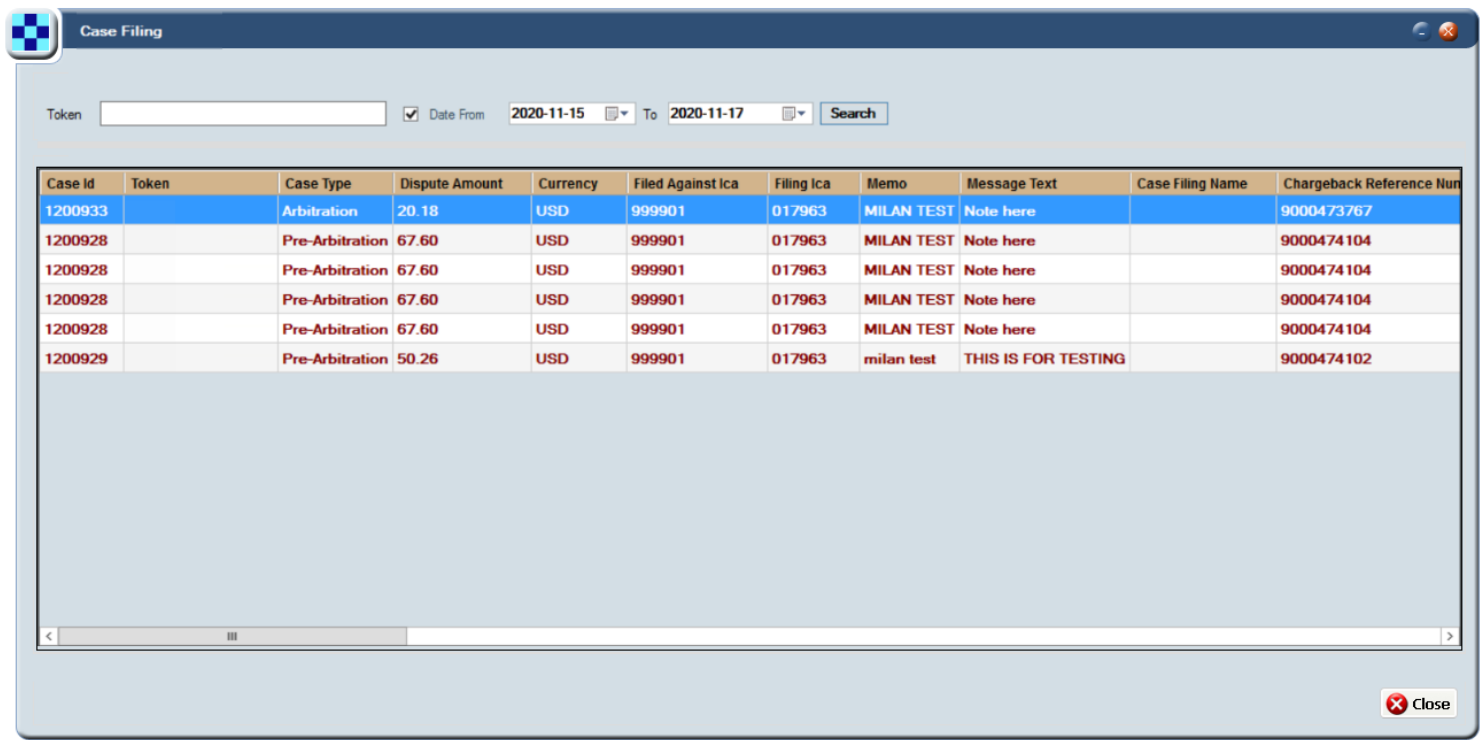 Case Filing
Token Date From 2020-11-15 To 2020-11-17 Search
Case Id Token Case Type Dispute Amount Currency Filed Against Ica Filing Ica Memo Message Text Case Filing Name Chargeback Reference Num
1200933 Arbitration 20.18 USD 999901 017963 MILAN TEST Note here 9000473767
1200928 Pre-Arbitration 67.60 USD 999901 017963 MILAN TEST Note here 9000474104
1200928 Pre-Arbitration 67.60 USD 999901 017963 MILAN TEST Note here 9000474104
1200928 Pre-Arbitration 67.60 USD 999901 017963 MILAN TEST Note here 9000474104
1200928 Pre-Arbitration 67.60 USD 999901 017963 MILAN TEST Note here 9000474104
1200929 Pre-Arbitration 50.26 USD 999901 017963 milan test THIS IS FOR TESTING 9000474102
Close